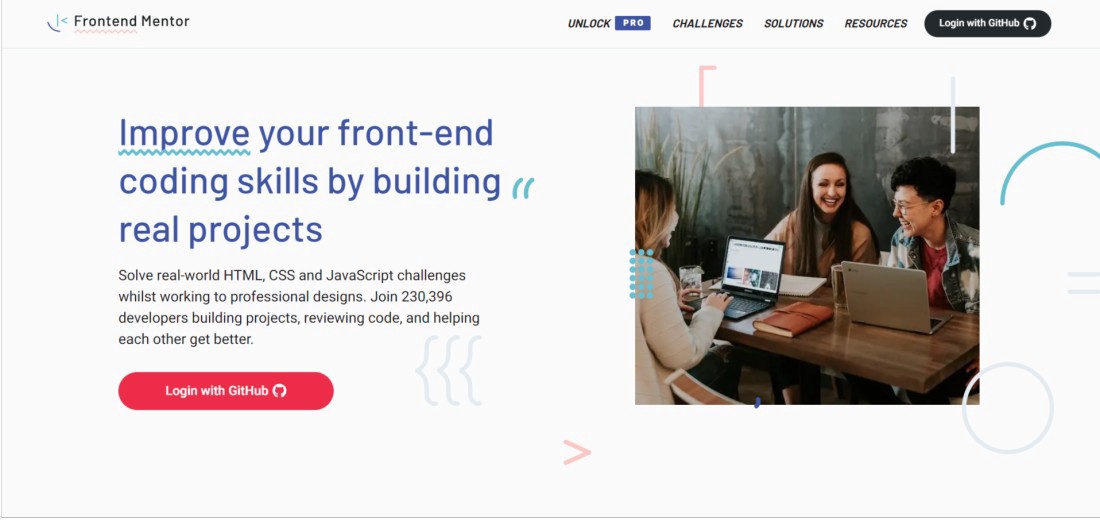 Frontend Mentor
UNLOCK PRO CHALLENGES SOLUTIONS RESOURCES Login with GitHub
Improve your front-end
coding skills by building
real projects
Solve real-world HTML, CSS and JavaScript challenges
whilst working to professional designs. Join 230,396
developers building projects, reviewing code, and helping
each other get better.
Login with GitHub